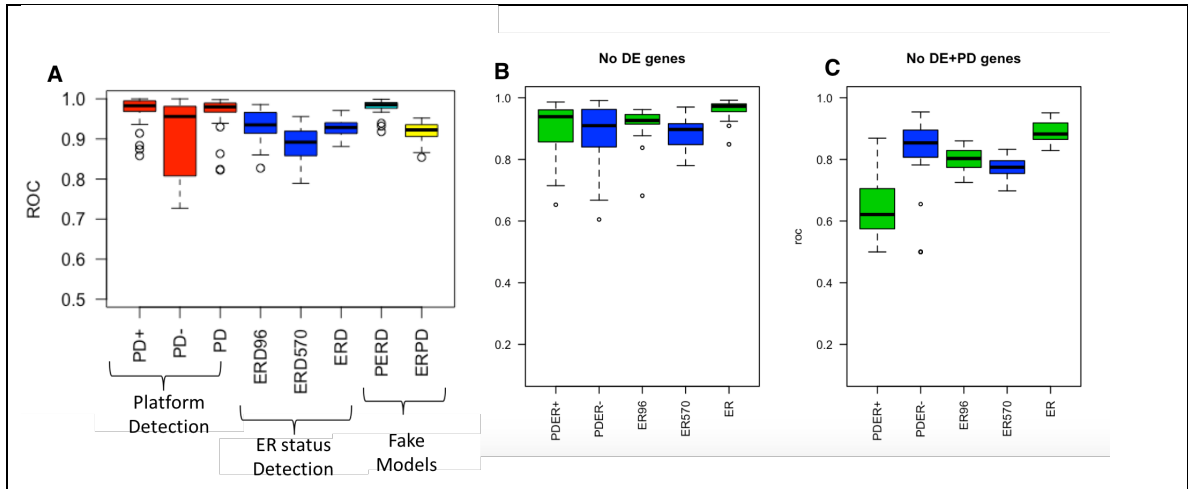 A
ROC
1.0
0.9
0.8
0.7
0.6
0.5
PD+
PD-
PD
ERD96
ERD570
ERD
PERD
ERPD
Platform
Detection
ER status
Detection
Fake
Models
B
No DE genes
1.0
0.8
0.6
0.4
0.2
PDER+
PDER-
ER96
ER570
ER
C
No DE+PD genes
roc
1.0
0.8
0.6
0.4
0.2
PDER+
PDER-
ER96
ER570
ER